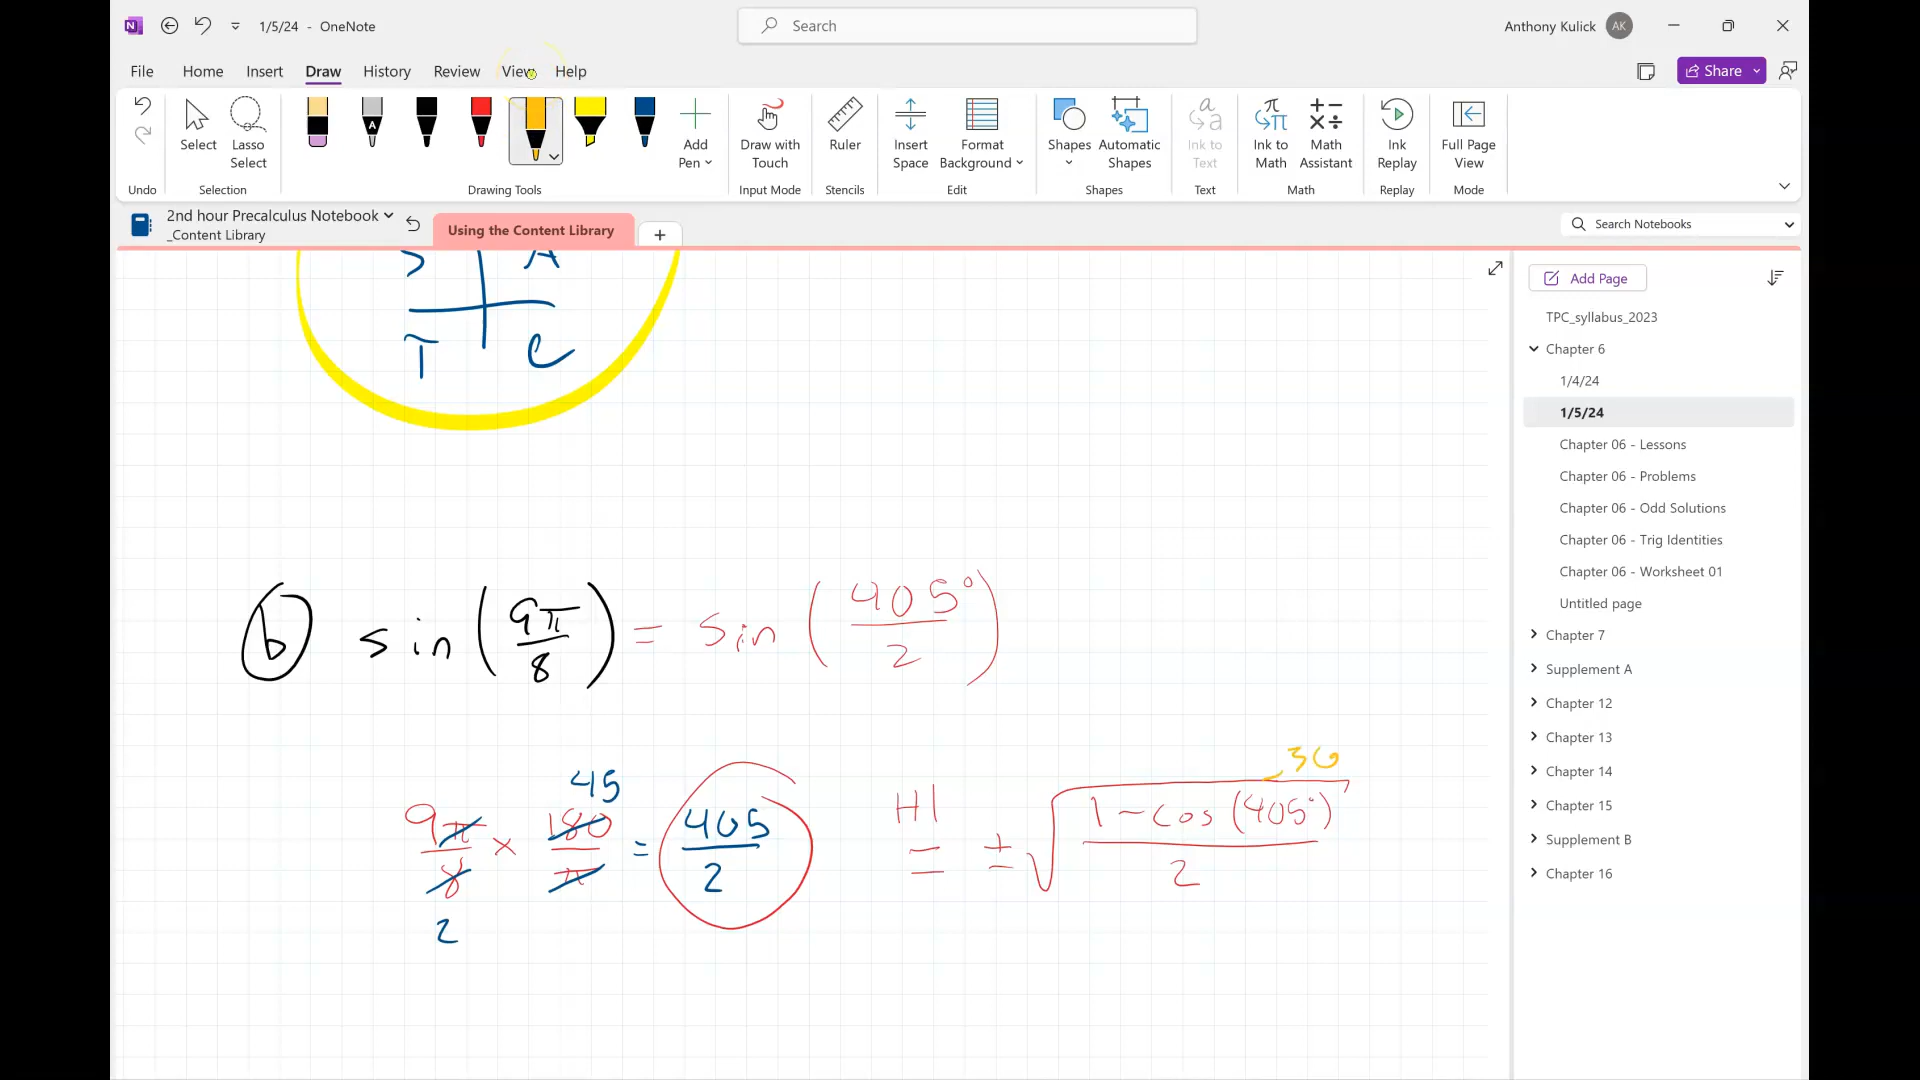 1/5/24 - OneNote
Search
Anthony Kulick AK
File Home Insert Draw History Review View Help
Share
Select
Lasso Select
Add Pen
Draw with Touch
Ruler
Insert Space
Format Background
Shapes
Automatic Shapes
Ink to Text
Ink to Math
Math Assistant
Ink Replay
Full Page View
Undo Selection Drawing Tools Input Mode Stencils Edit Shapes Text Math Replay Mode
2nd hour Precalculus Notebook
_Content Library
Using the Content Library
Search Notebooks
Add Page
TPC_syllabus_2023
Chapter 6
1/4/24
1/5/24
Chapter 06 - Lessons
Chapter 06 - Problems
Chapter 06 - Odd Solutions
Chapter 06 - Trig Identities
Chapter 06 - Worksheet 01
Untitled page
Chapter 7
Supplement A
Chapter 12
Chapter 13
Chapter 14
Chapter 15
Supplement B
Chapter 16
S A
T C
b sin(9π/8) = sin(405°/2)
9π/8 × 180/π = 405/2
45
2
HI = ±√((1-cos(405°))/2)